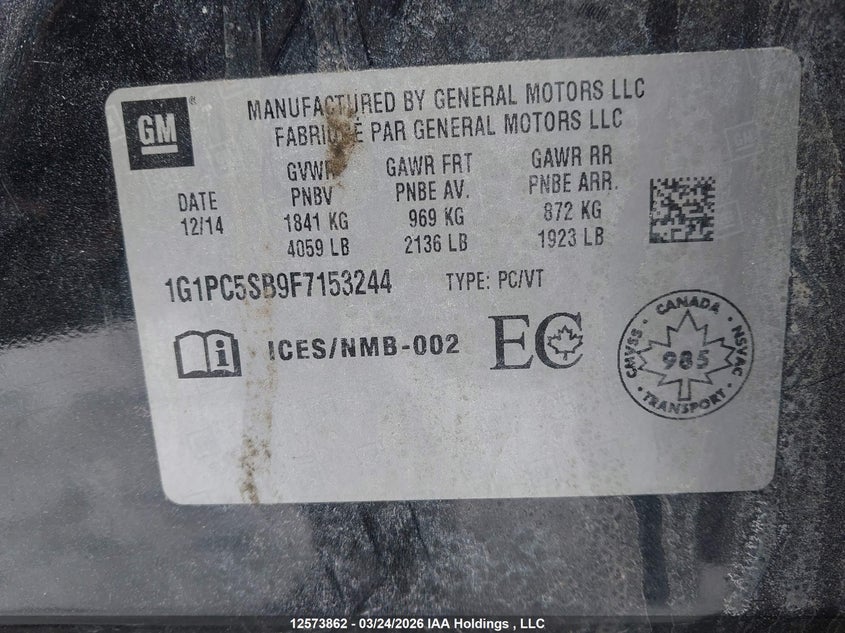 GM
®
MANUFACTURED BY GENERAL MOTORS LLC
FABRIQUÉ PAR GENERAL MOTORS LLC
DATE
12/14
GVWR
PNBV
1841 KG
4059 LB
GAWR FRT
PNBE AV.
969 KG
2136 LB
GAWR RR
PNBE ARR.
872 KG
1923 LB
1G1PC5SB9F7153244
TYPE: PC/VT
i
ICES/NMB-002
EC
CANADA
CMVSS • NSVAC
985
TRANSPORT
12573862 - 03/24/2026 IAA Holdings , LLC